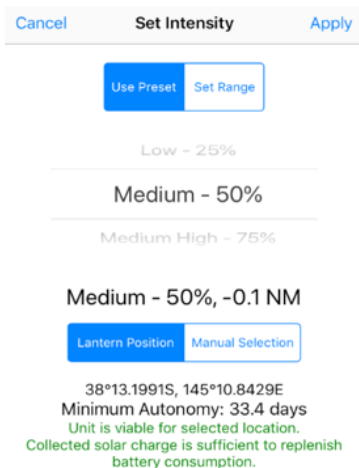 Cancel Set Intensity Apply
Use Preset Set Range
Low - 25%
Medium - 50%
Medium High - 75%
Medium - 50%, -0.1 NM
Lantern Position Manual Selection
38°13.1991S, 145°10.8429E
Minimum Autonomy: 33.4 days
Unit is viable for selected location.
Collected solar charge is sufficient to replenish
battery consumption.